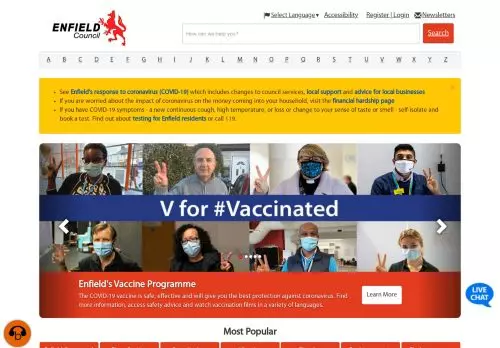 ENFIELD
Council
Select Language ▾ Accessibility Register | Login Newsletters
How can we help you?
Search
A B C D E F G H I J K L M N O P Q R S T U V W X Y Z
See Enfield's response to coronavirus (COVID-19) which includes changes to council services, local support and advice for local businesses
If you are worried about the impact of coronavirus on the money coming into your household, visit the financial hardship page
If you have COVID-19 symptoms - a new continuous cough, high temperature, or loss or change to your sense of taste or smell - self-isolate and
book a test. Find out about testing for Enfield residents or call 119.
V for #Vaccinated
Enfield's Vaccine Programme
The COVID-19 vaccine is safe, effective and will give you the best protection against coronavirus. Find
more information, access safety advice and watch vaccination films in a variety of languages.
Learn More
LIVE
CHAT
Most Popular